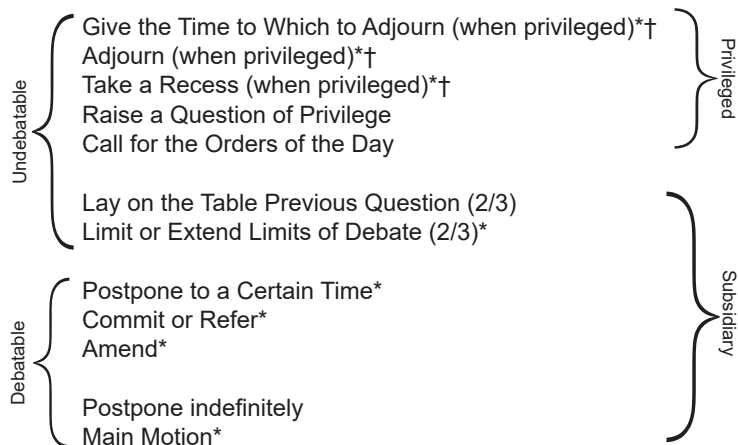 Give the Time to Which to Adjourn (when privileged)*†
Adjourn (when privileged)*†
Take a Recess (when privileged)*†
Raise a Question of Privilege
Call for the Orders of the Day
Privileged
Undebatable
Lay on the Table Previous Question (2/3)
Limit or Extend Limits of Debate (2/3)*
Postpone to a Certain Time*
Commit or Refer*
Amend*
Subsidiary
Debatable
Postpone indefinitely
Main Motion*